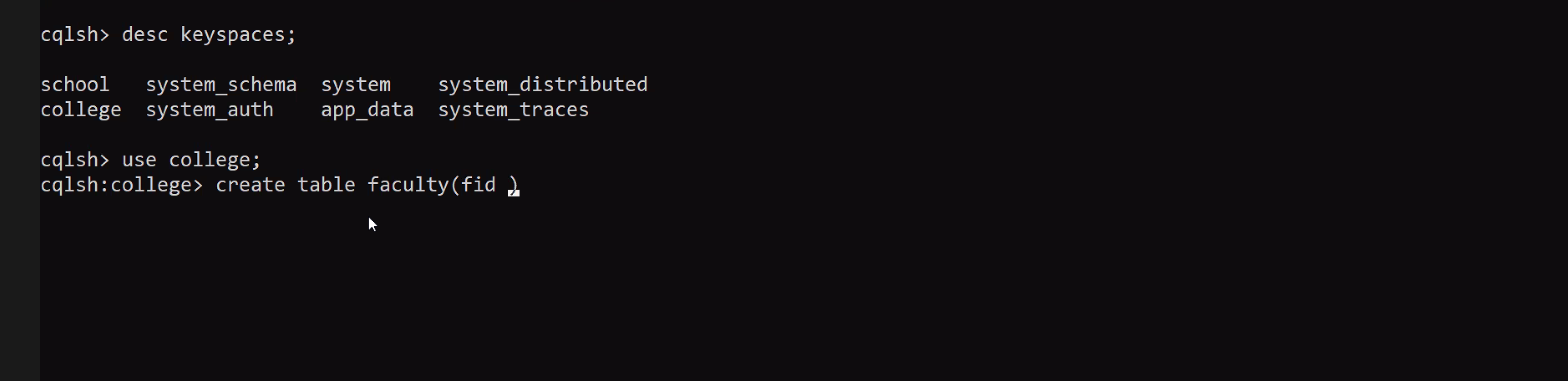 cqlsh> desc keyspaces;
school   system_schema  system    system_distributed
college  system_auth    app_data  system_traces
cqlsh> use college;
cqlsh:college> create table faculty(fid )